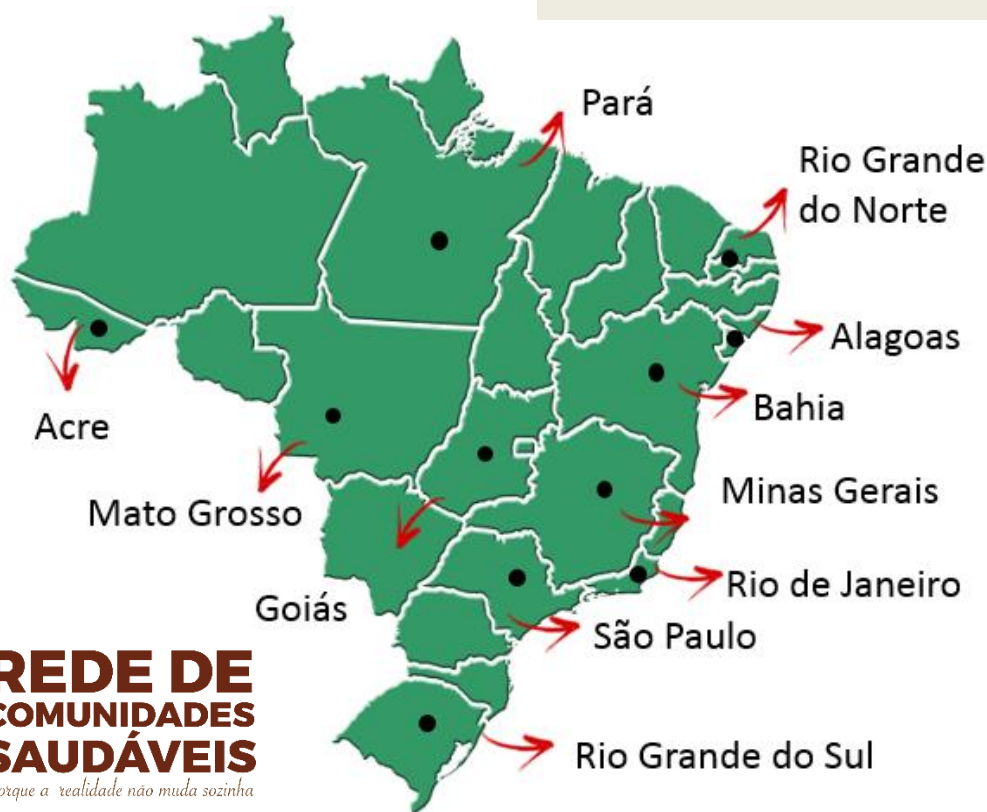 Pará
Rio Grande
do Norte
Alagoas
Bahia
Acre
Minas Gerais
Mato Grosso
Rio de Janeiro
Goiás
São Paulo
REDE DE
COMUNIDADES
SAUDÁVEIS
orque a realidade não muda sozinha
Rio Grande do Sul